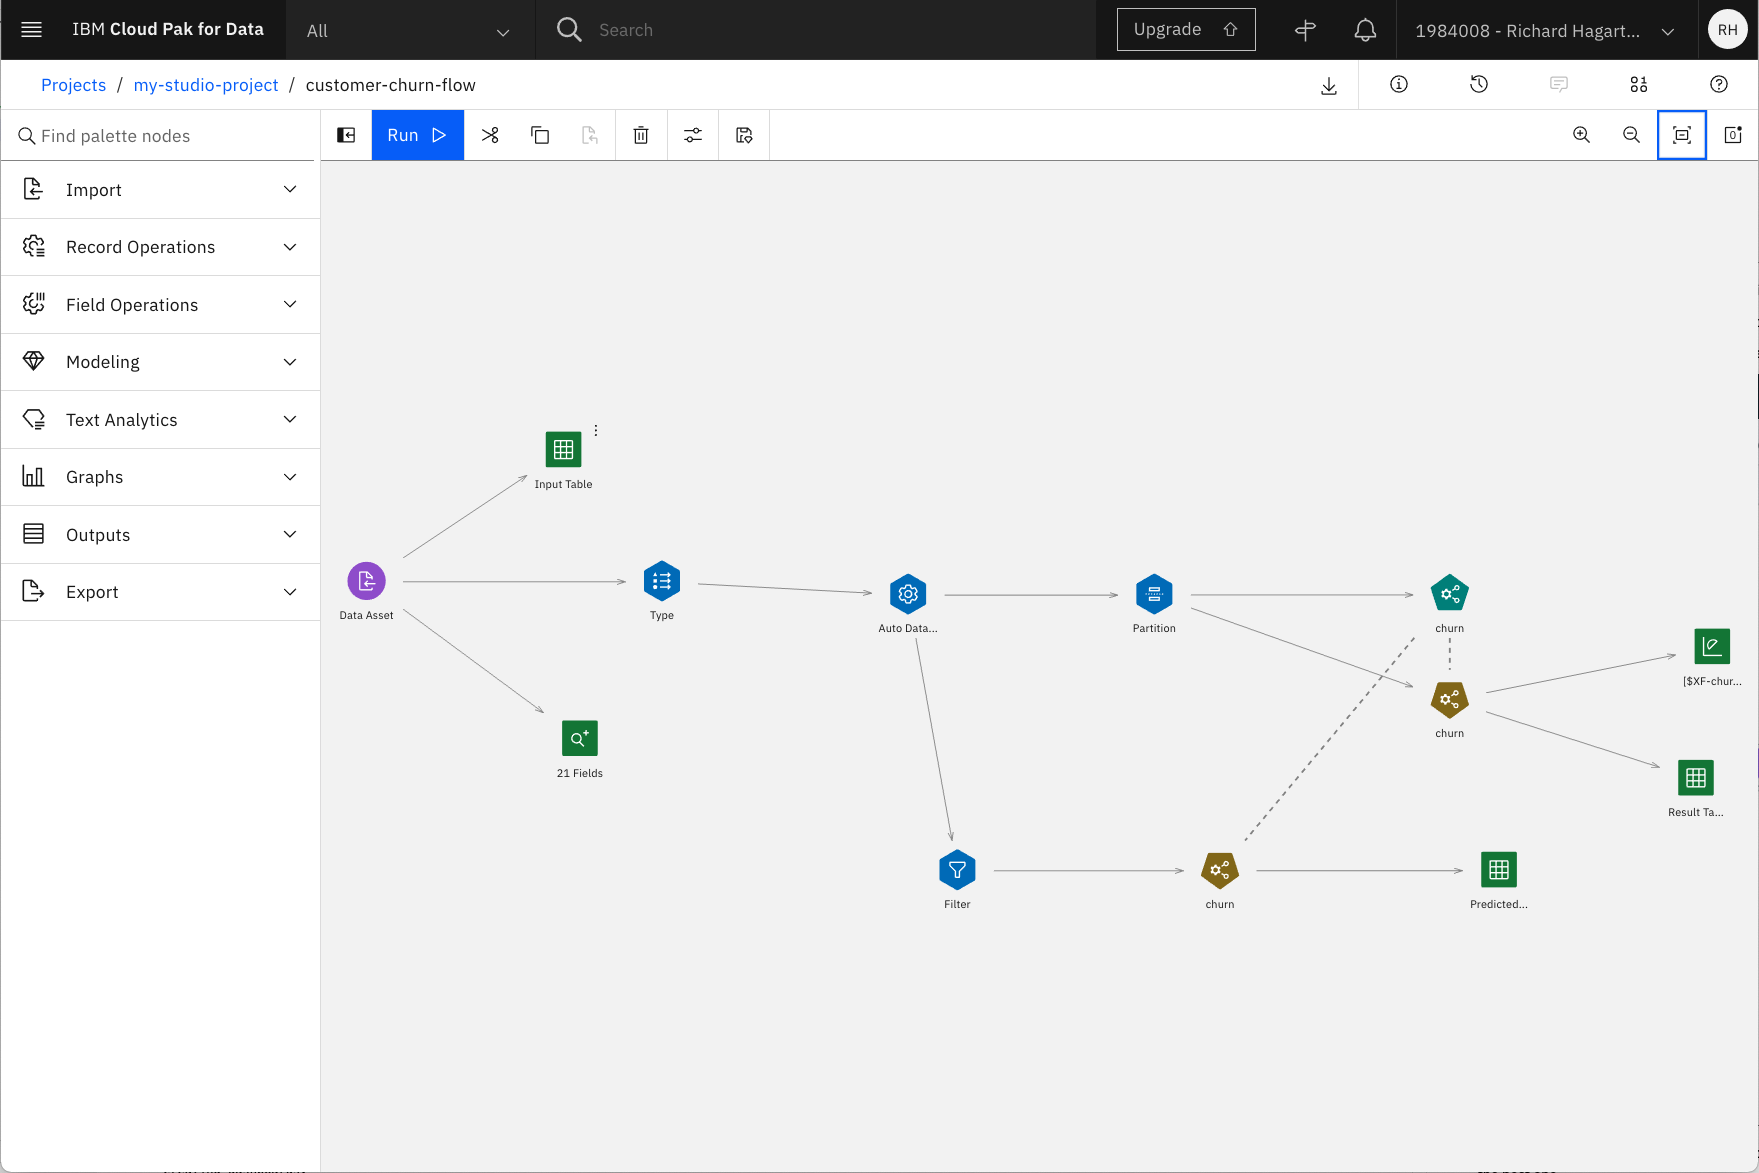 IBM Cloud Pak for Data
All
Search
Upgrade
1984008 - Richard Hagart...
RH
Projects / my-studio-project / customer-churn-flow
Find palette nodes
Run
Import
Record Operations
Field Operations
Modeling
Text Analytics
Graphs
Outputs
Export
Input Table
Data Asset
Type
Auto Data...
Partition
churn
[$XF-chur...
churn
21 Fields
Result Ta...
Filter
churn
Predicted...